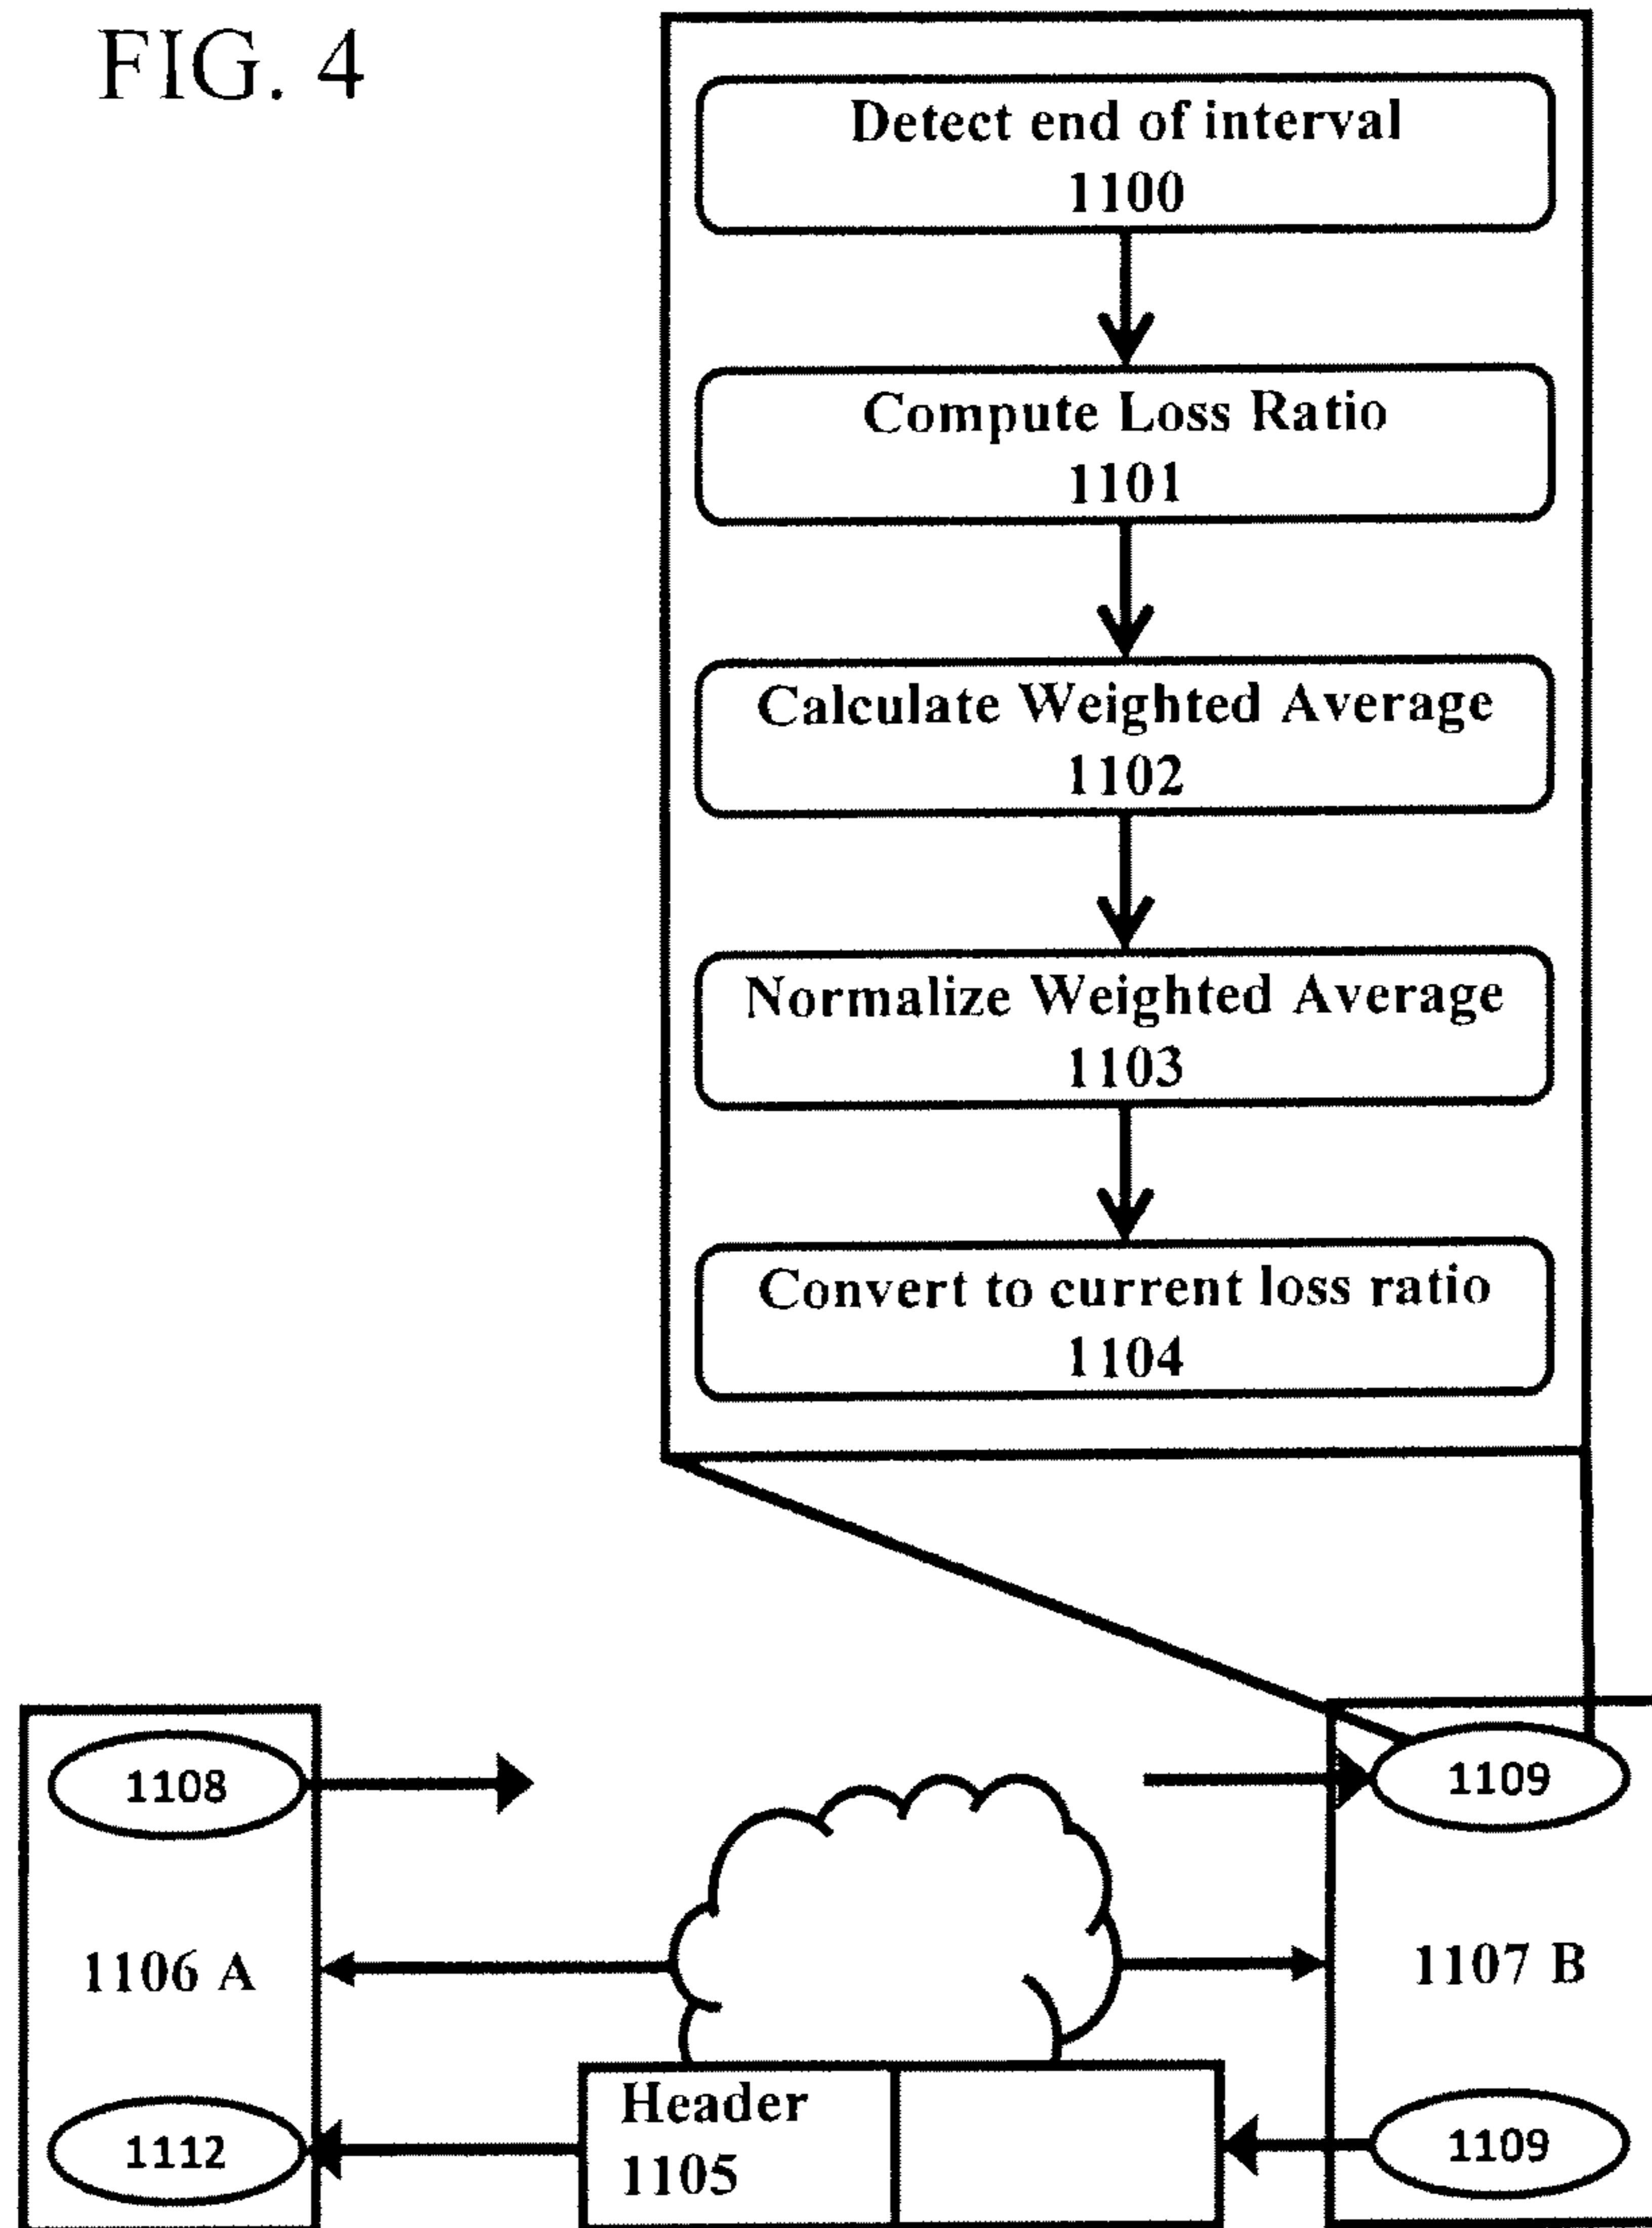 FIG. 4
Detect end of interval
1100
Compute Loss Ratio
1101
Calculate Weighted Average
1102
Normalize Weighted Average
1103
Convert to current loss ratio
1104
1108
1109
1106 A
1107 B
Header
1105
1112
1109